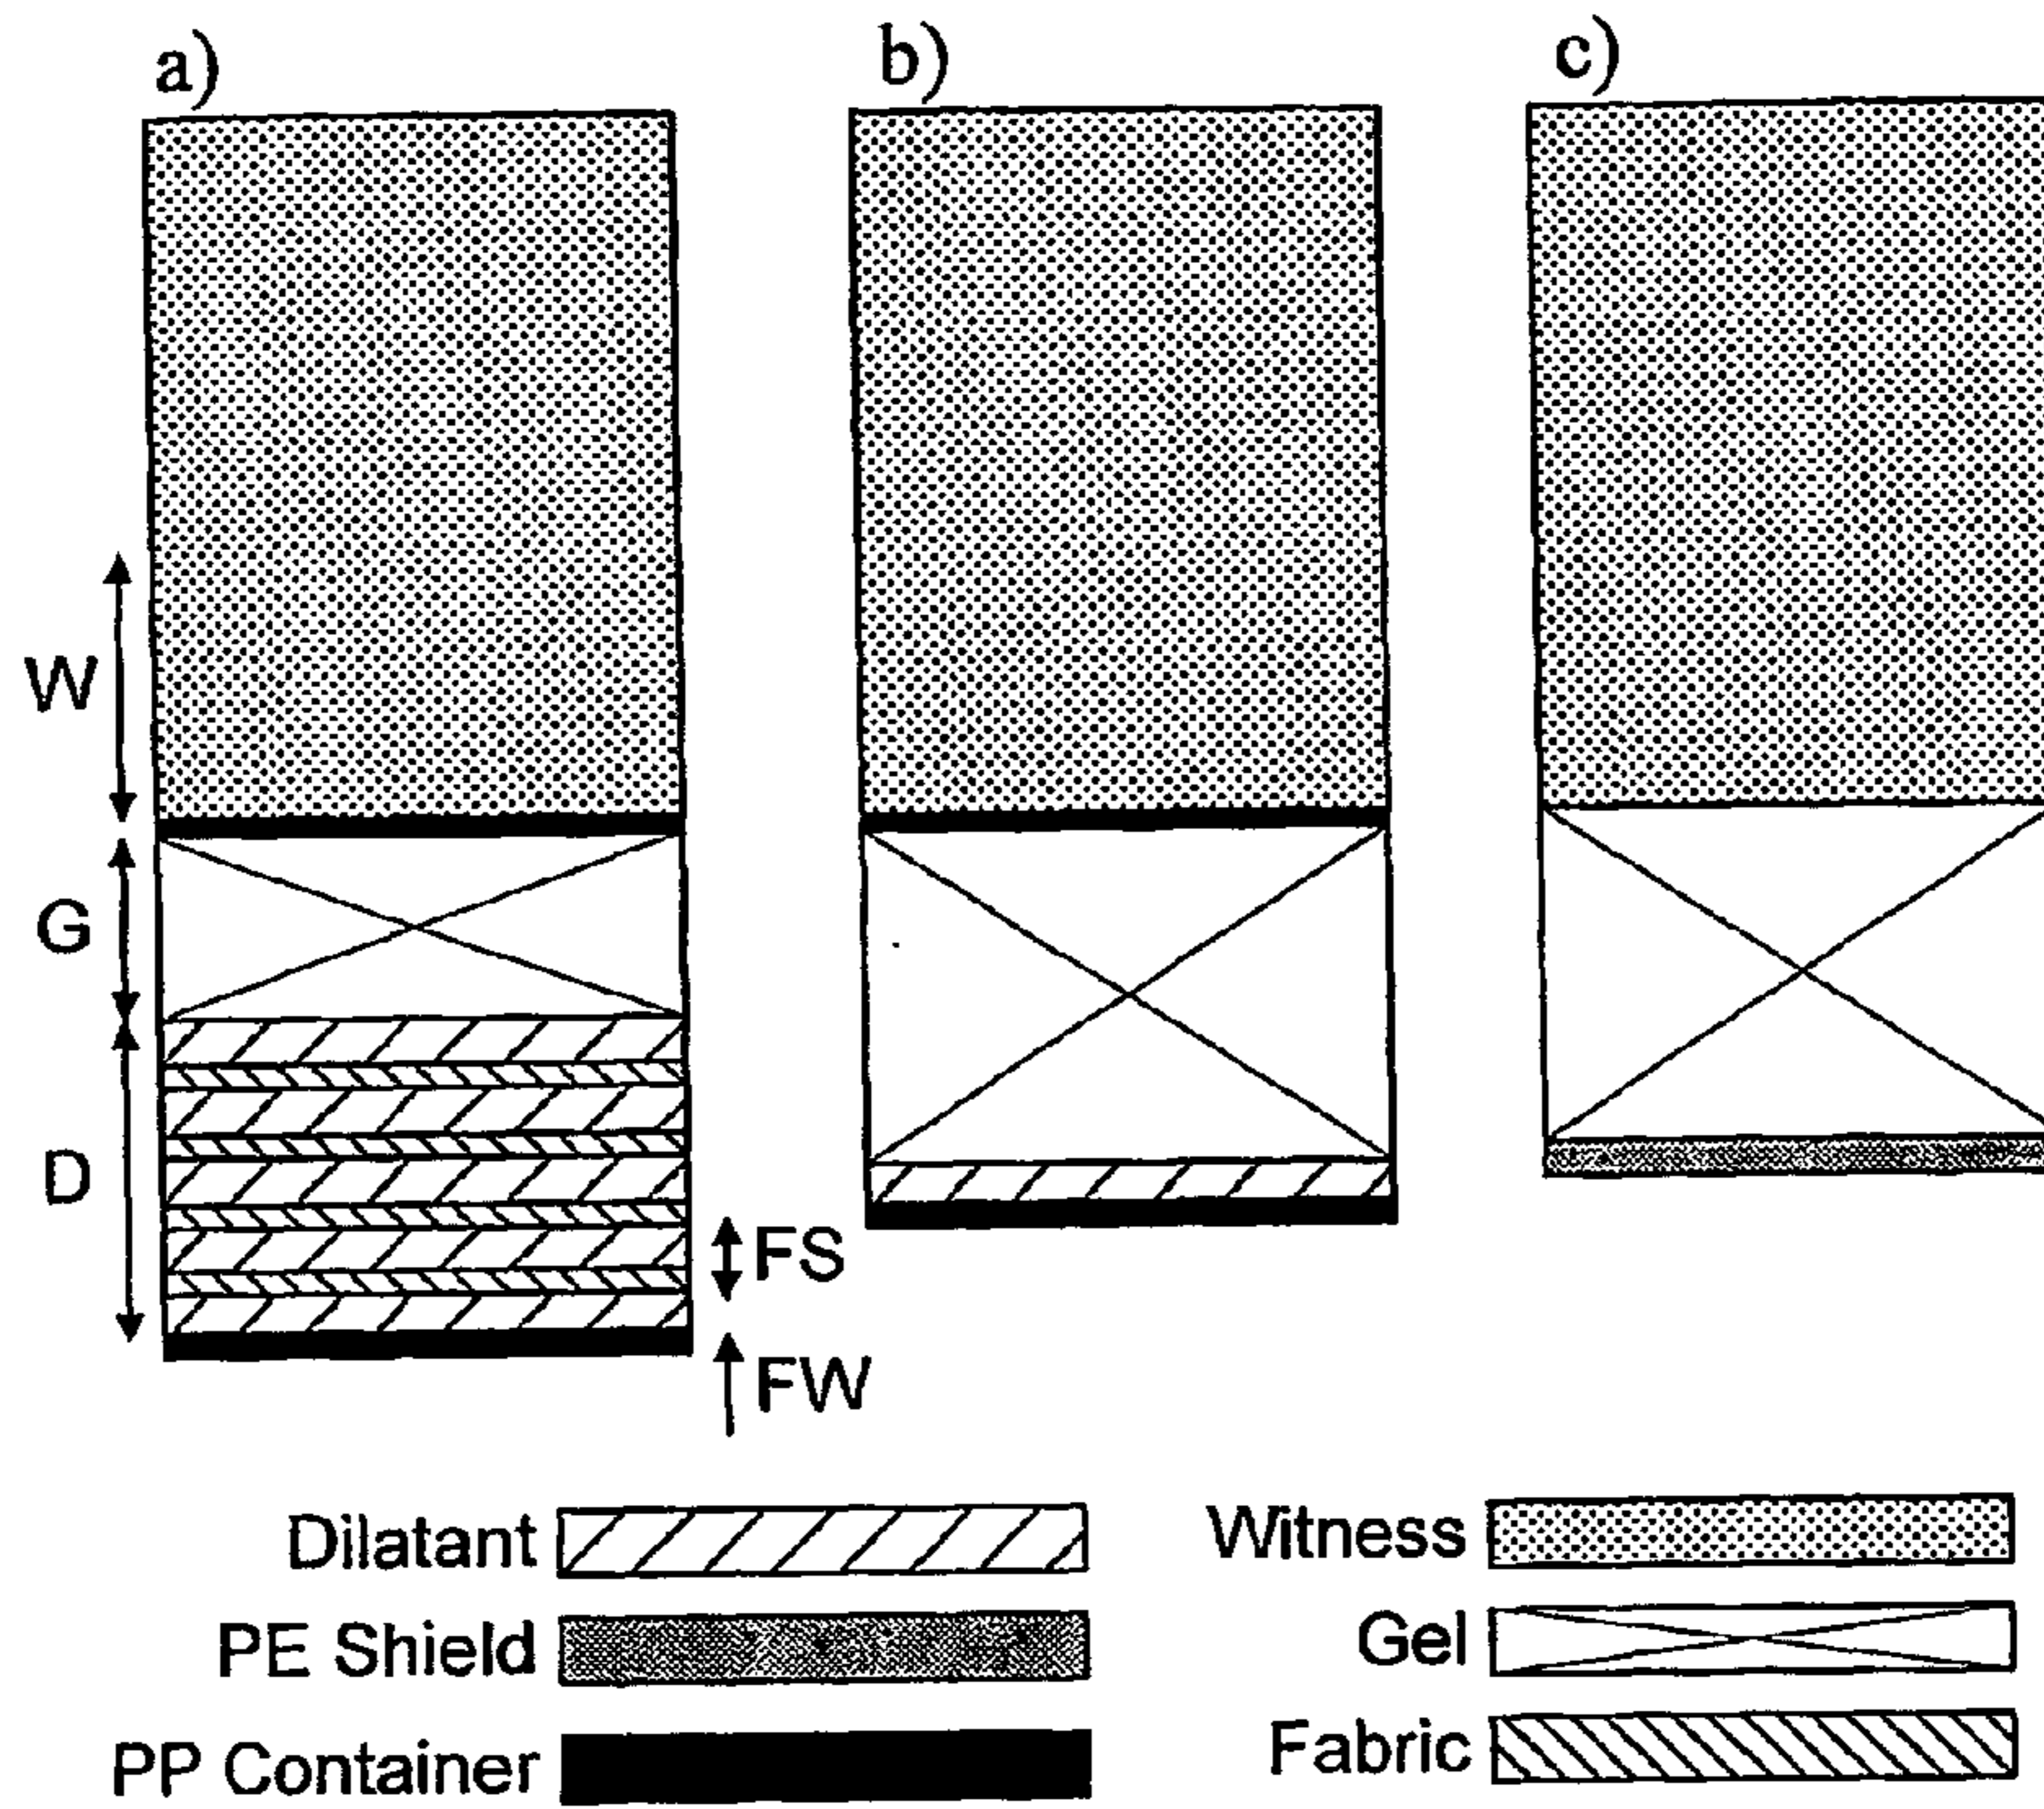 a)
b)
c)
W
G
D
FS
FW
Dilatant
Witness
PE Shield
Gel
PP Container
Fabric